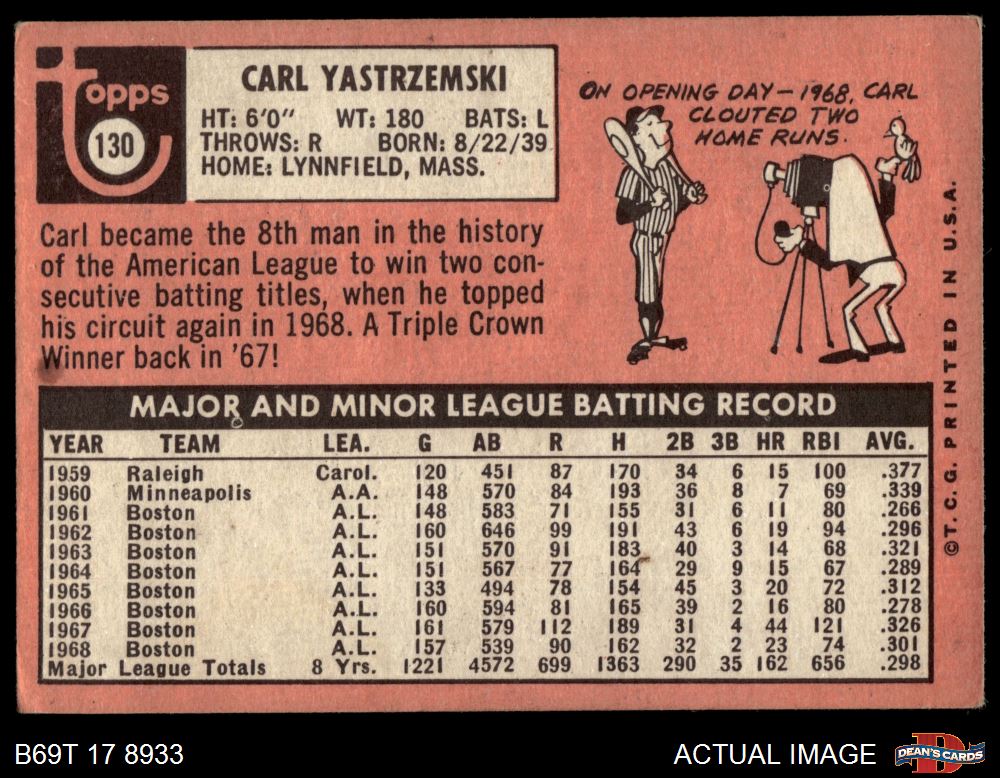 Topps
130
CARL YASTRZEMSKI
HT: 6'0" WT: 180 BATS: L
THROWS: R BORN: 8/22/39
HOME: LYNNFIELD, MASS.
ON OPENING DAY—1968, CARL
CLOUTED TWO
HOME RUNS.
Carl became the 8th man in the history
of the American League to win two con-
secutive batting titles, when he topped
his circuit again in 1968. A Triple Crown
Winner back in '67!
MAJOR AND MINOR LEAGUE BATTING RECORD
YEAR TEAM LEA. G AB R H 2B 3B HR RBI AVG.
1959 Raleigh Carol. 120 451 87 170 34 6 15 100 .377
1960 Minneapolis A.A. 148 570 84 193 36 8 7 69 .339
1961 Boston A.L. 148 583 71 155 31 6 11 80 .266
1962 Boston A.L. 160 646 99 191 43 6 19 94 .296
1963 Boston A.L. 151 570 91 183 40 3 14 68 .321
1964 Boston A.L. 151 567 77 164 29 9 15 67 .289
1965 Boston A.L. 133 494 78 154 45 3 20 72 .312
1966 Boston A.L. 160 594 81 165 39 2 16 80 .278
1967 Boston A.L. 161 579 112 189 31 4 44 121 .326
1968 Boston A.L. 157 539 90 162 32 2 23 74 .301
Major League Totals 8 Yrs. 1221 4572 699 1363 290 35 162 656 .298
©T. C. G. PRINTED IN U.S.A.
B69T 17 8933
ACTUAL IMAGE
DEAN'S CARDS